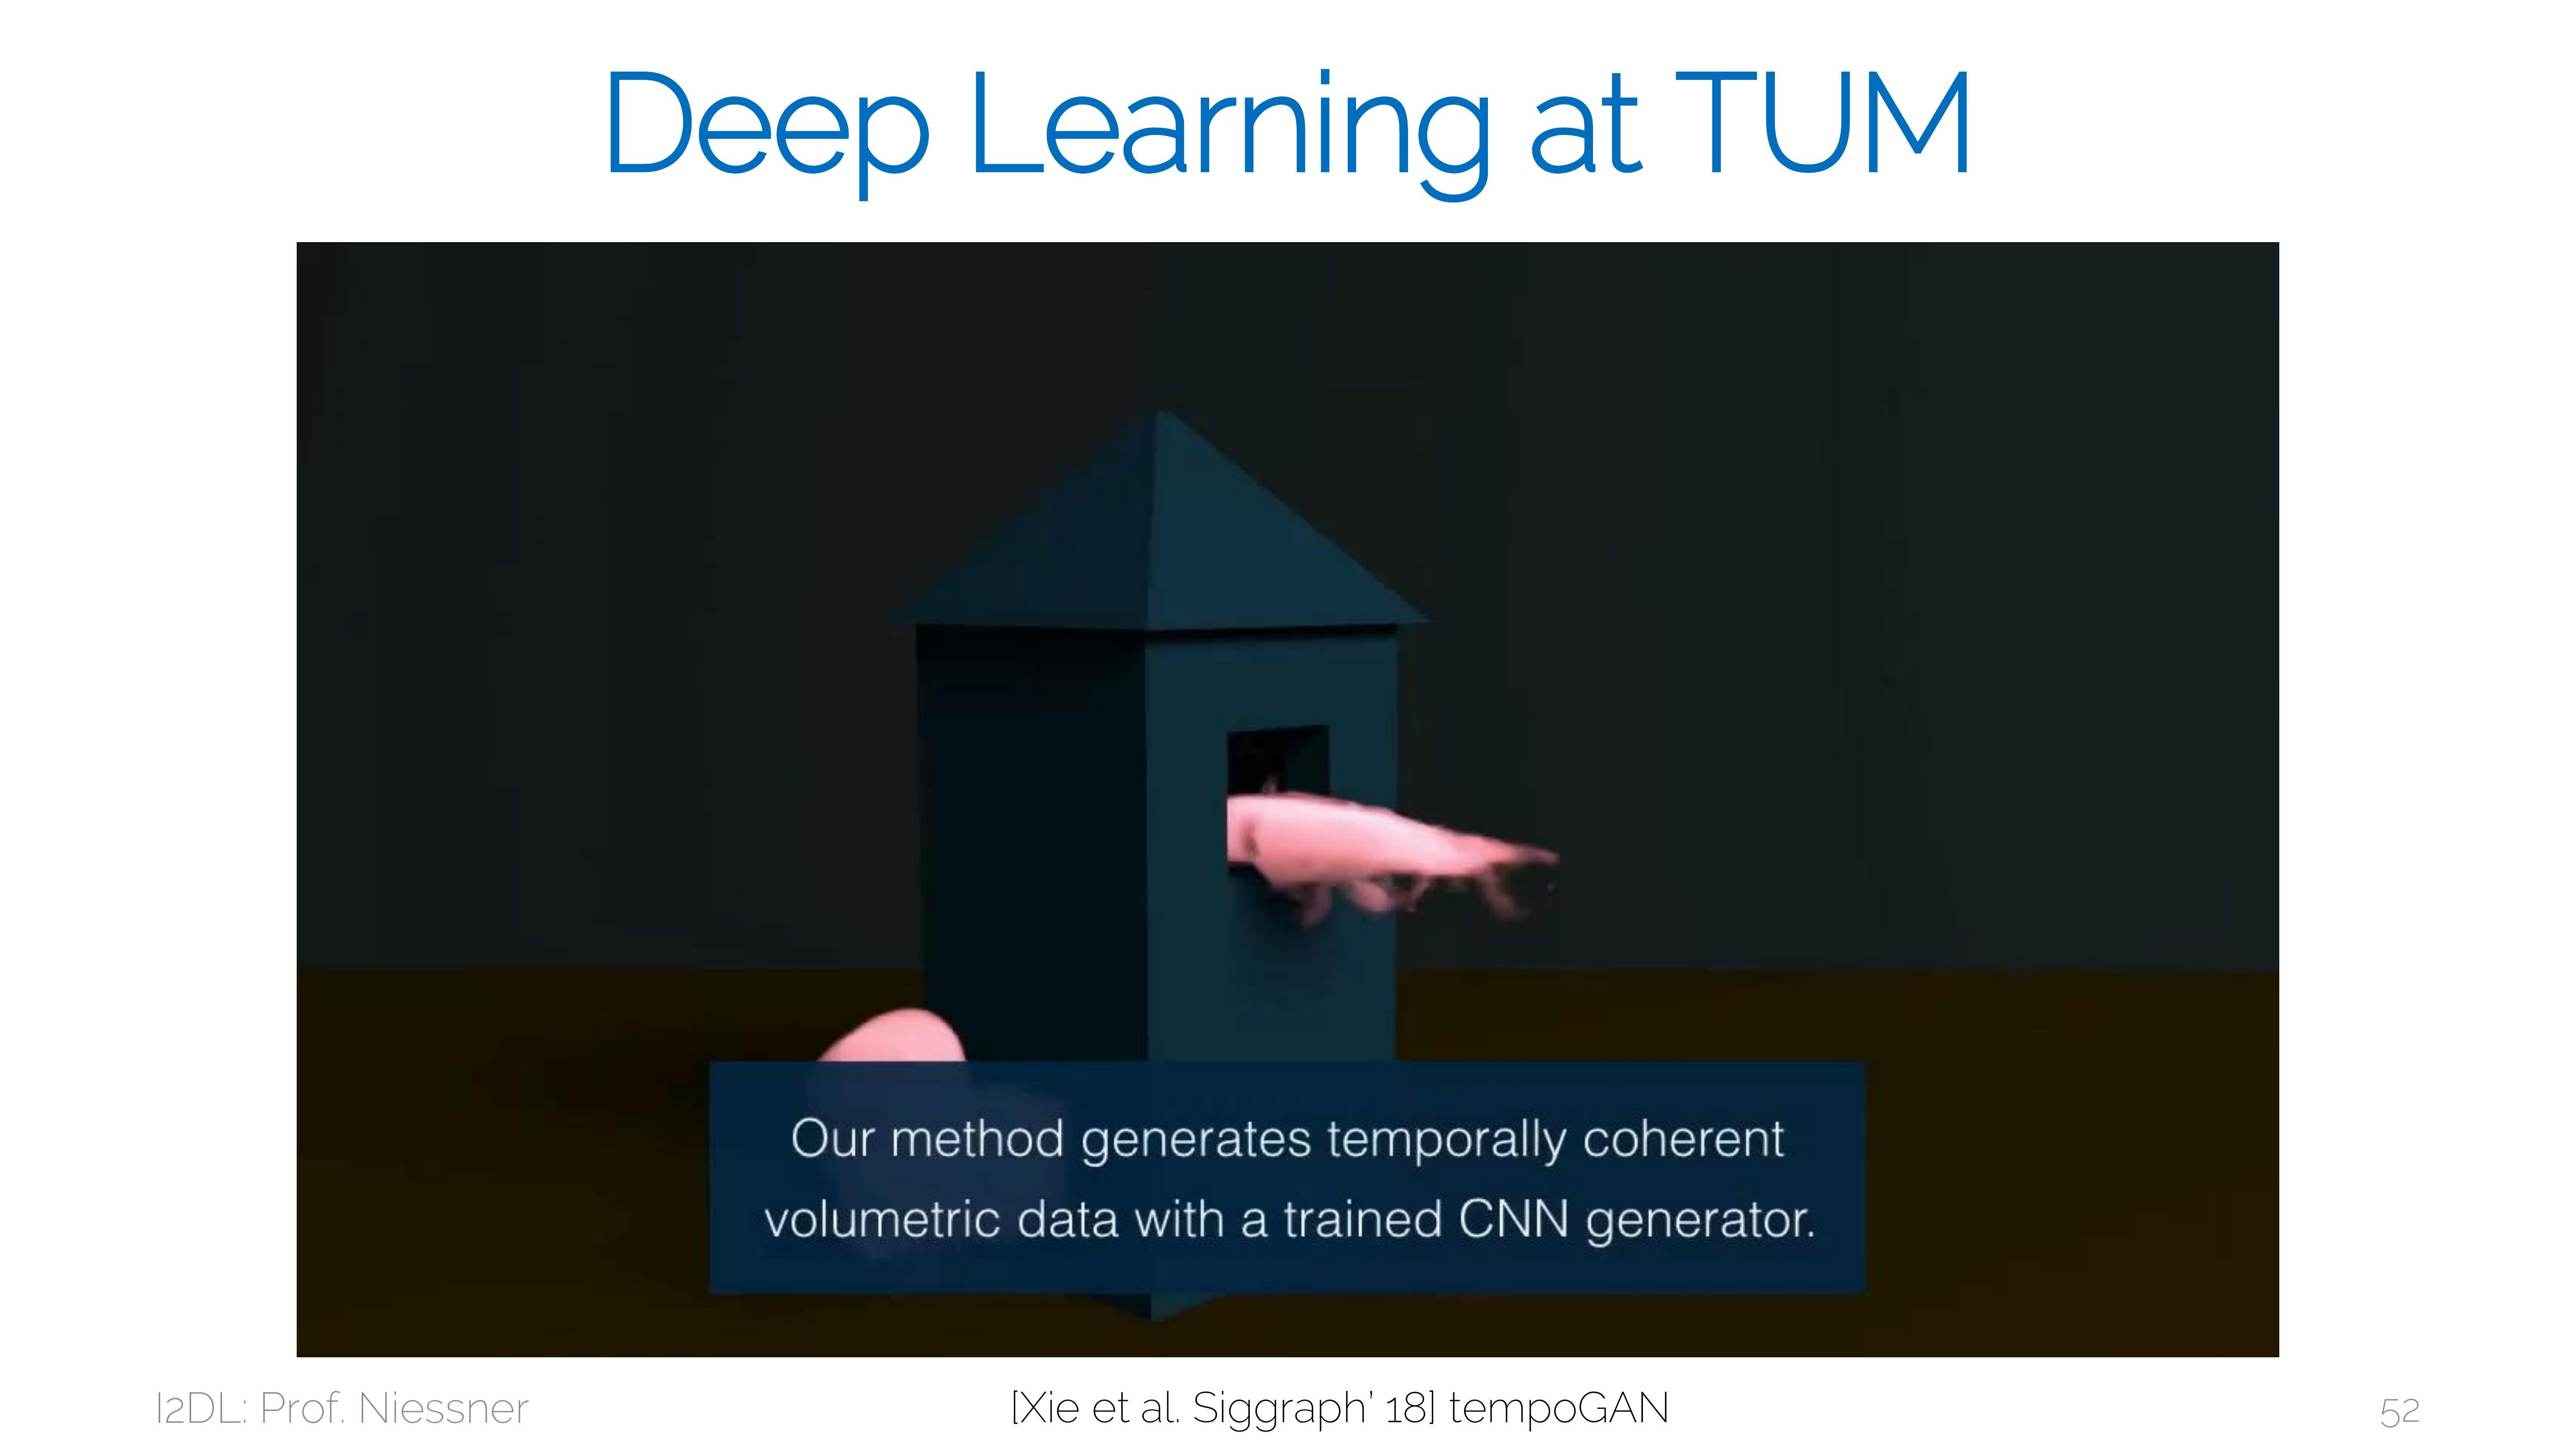 Deep Learning at TUM
Our method generates temporally coherent
volumetric data with a trained CNN generator.
I2DL: Prof. Niessner
[Xie et al. Siggraph’ 18] tempoGAN
52